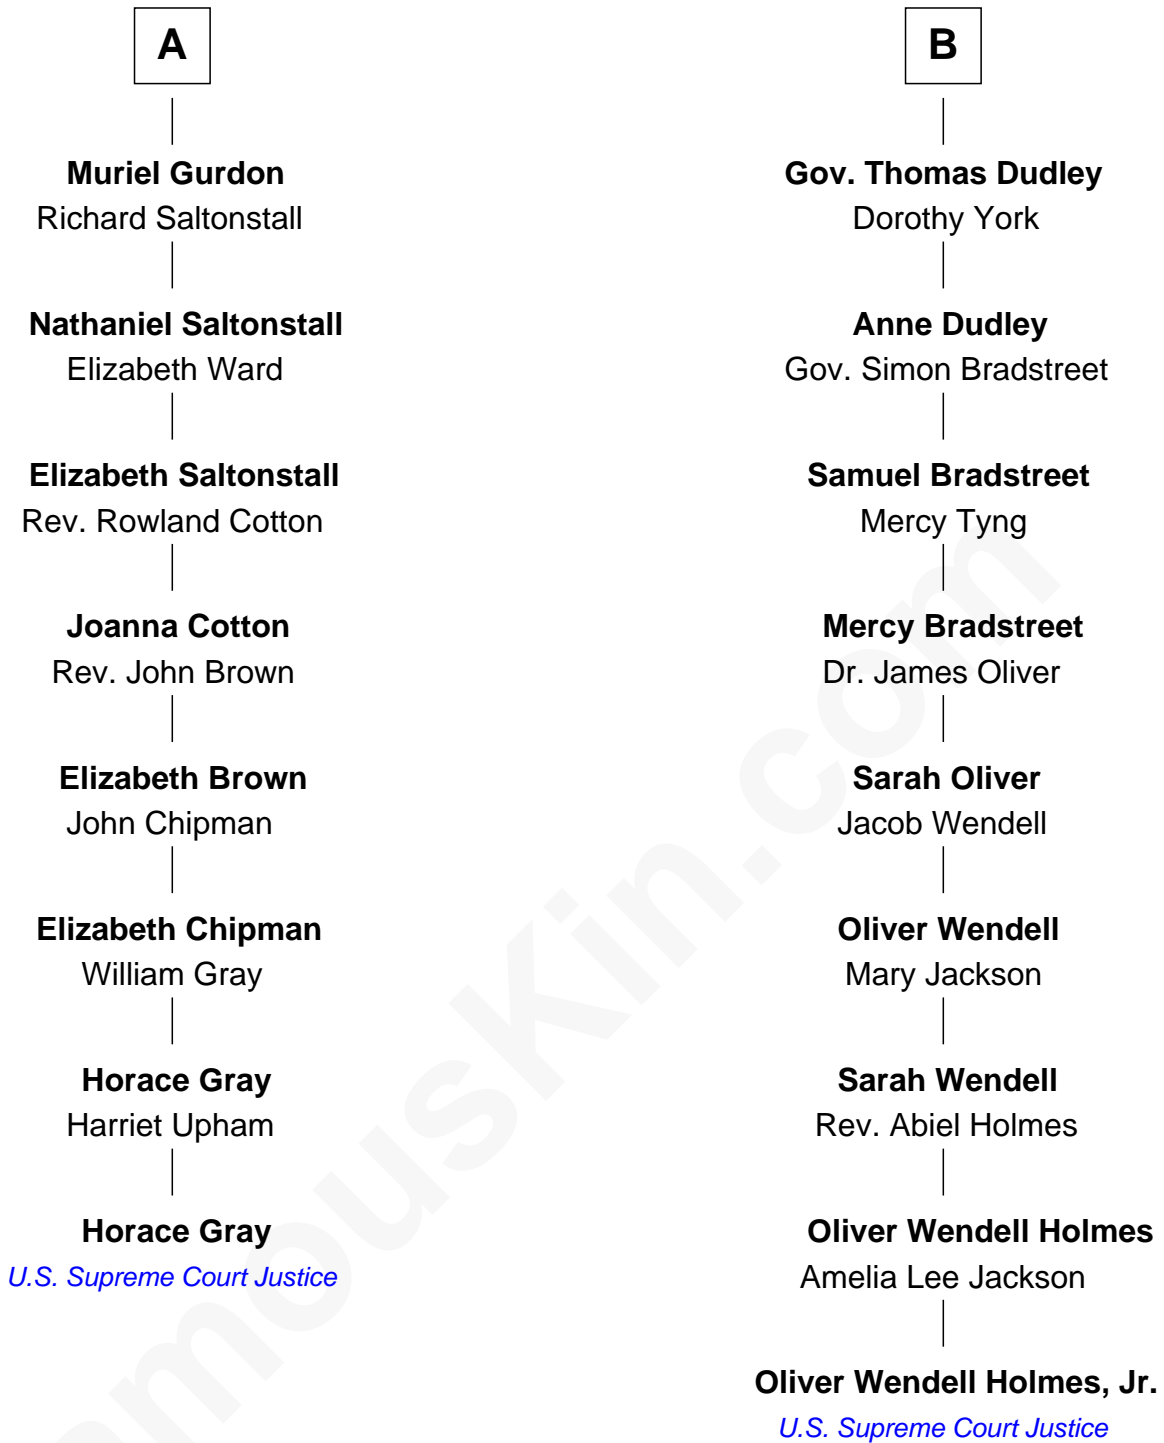 A
Muriel Gurdon
Richard Saltonstall
Nathaniel Saltonstall
Elizabeth Ward
Elizabeth Saltonstall
Rev. Rowland Cotton
Joanna Cotton
Rev. John Brown
Elizabeth Brown
John Chipman
Elizabeth Chipman
William Gray
Horace Gray
Harriet Upham
Horace Gray
U.S. Supreme Court Justice
B
Gov. Thomas Dudley
Dorothy York
Anne Dudley
Gov. Simon Bradstreet
Samuel Bradstreet
Mercy Tyng
Mercy Bradstreet
Dr. James Oliver
Sarah Oliver
Jacob Wendell
Oliver Wendell
Mary Jackson
Sarah Wendell
Rev. Abiel Holmes
Oliver Wendell Holmes
Amelia Lee Jackson
Oliver Wendell Holmes, Jr.
U.S. Supreme Court Justice
amousKin.com